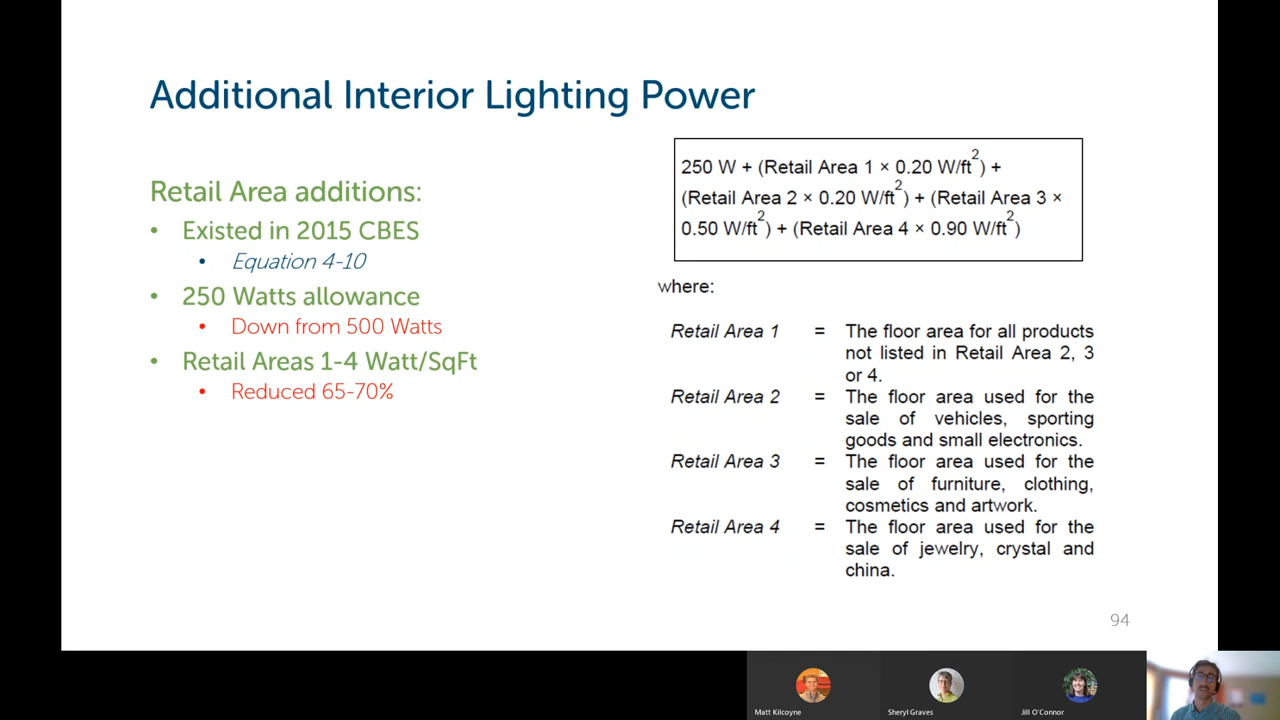 Additional Interior Lighting Power
Retail Area additions:
• Existed in 2015 CBES
• Equation 4-10
• 250 Watts allowance
• Down from 500 Watts
• Retail Areas 1-4 Watt/SqFt
• Reduced 65-70%
250 W + (Retail Area 1 × 0.20 W/ft²) +
(Retail Area 2 × 0.20 W/ft²) + (Retail Area 3 ×
0.50 W/ft²) + (Retail Area 4 × 0.90 W/ft²)
where:
Retail Area 1 = The floor area for all products
not listed in Retail Area 2, 3
or 4.
Retail Area 2 = The floor area used for the
sale of vehicles, sporting
goods and small electronics.
Retail Area 3 = The floor area used for the
sale of furniture, clothing,
cosmetics and artwork.
Retail Area 4 = The floor area used for the
sale of jewelry, crystal and
china.
94
Matt Kilcoyne
Sheryl Graves
Jill O'Connor